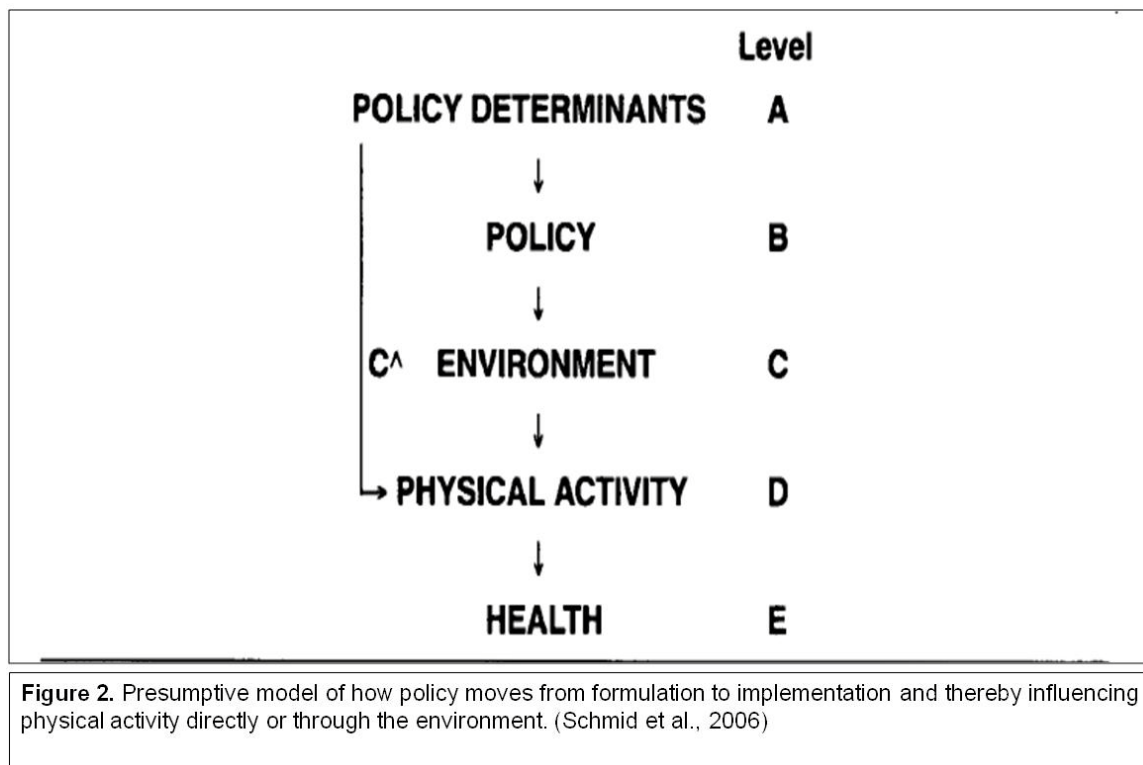 Level
POLICY DETERMINANTS A
↓
POLICY B
↓
C^ ENVIRONMENT C
↓
→ PHYSICAL ACTIVITY D
↓
HEALTH E
Figure 2. Presumptive model of how policy moves from formulation to implementation and thereby influencing
physical activity directly or through the environment. (Schmid et al., 2006)